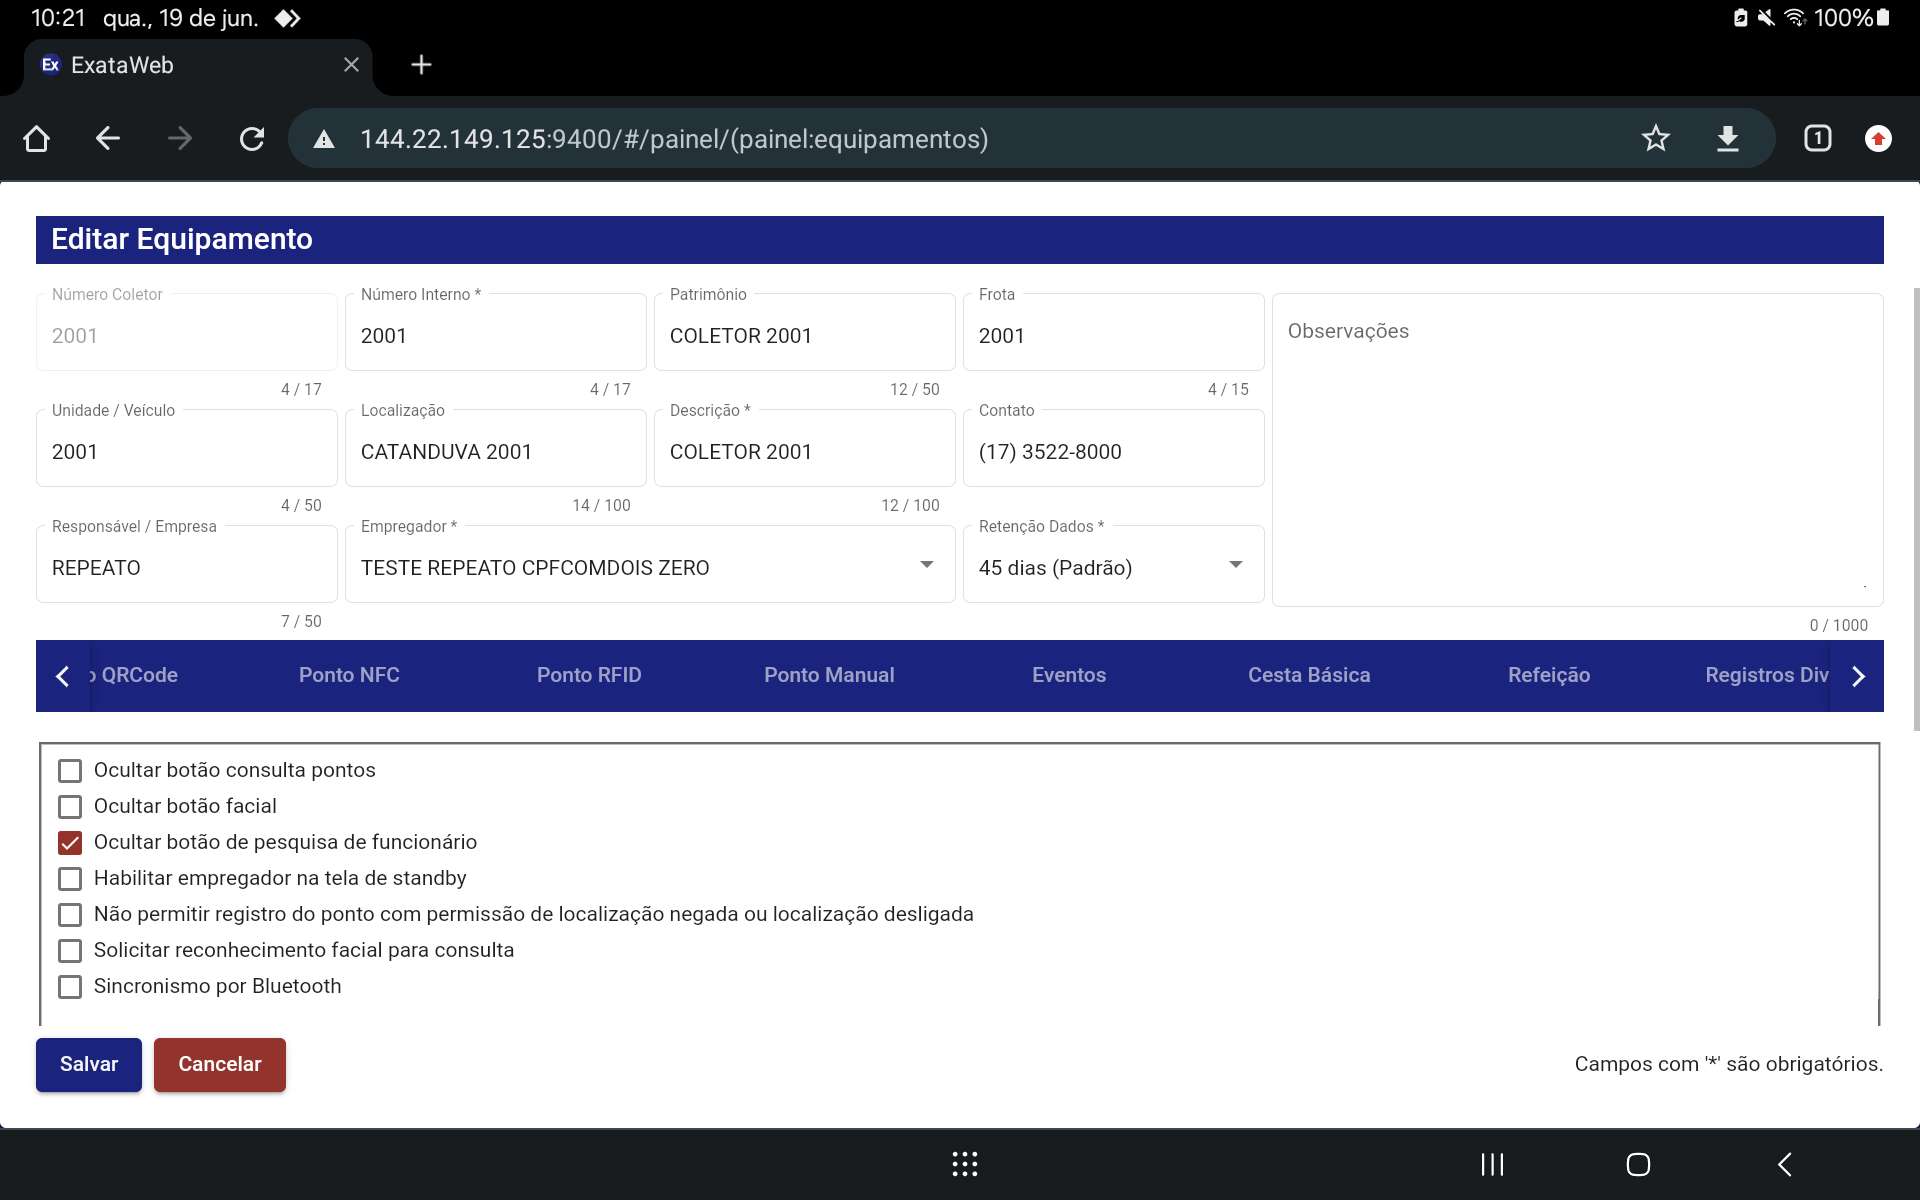 10:21 qua., 19 de jun.
100%
Ex ExataWeb
144.22.149.125:9400/#/painel/(painel:equipamentos)
1
Editar Equipamento
Número Coletor
2001
4 / 17
Número Interno *
2001
4 / 17
Patrimônio
COLETOR 2001
12 / 50
Frota
2001
4 / 15
Observações
0 / 1000
Unidade / Veículo
2001
4 / 50
Localização
CATANDUVA 2001
14 / 100
Descrição *
COLETOR 2001
12 / 100
Contato
(17) 3522-8000
Responsável / Empresa
REPEATO
7 / 50
Empregador *
TESTE REPEATO CPFCOMDOIS ZERO
Retenção Dados *
45 dias (Padrão)
o QRCode
Ponto NFC
Ponto RFID
Ponto Manual
Eventos
Cesta Básica
Refeição
Registros Div
Ocultar botão consulta pontos
Ocultar botão facial
Ocultar botão de pesquisa de funcionário
Habilitar empregador na tela de standby
Não permitir registro do ponto com permissão de localização negada ou localização desligada
Solicitar reconhecimento facial para consulta
Sincronismo por Bluetooth
Salvar
Cancelar
Campos com '*' são obrigatórios.